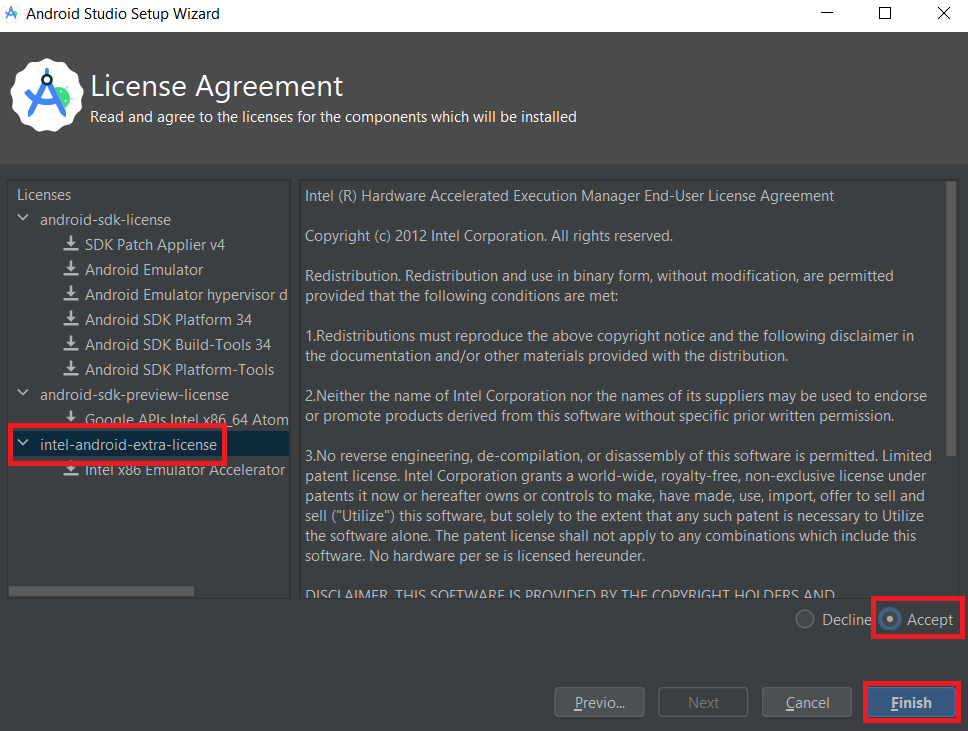 Android Studio Setup Wizard
License Agreement
Read and agree to the licenses for the components which will be installed
Licenses
android-sdk-license
SDK Patch Applier v4
Android Emulator
Android Emulator hypervisor d
Android SDK Platform 34
Android SDK Build-Tools 34
Android SDK Platform-Tools
android-sdk-preview-license
Google APIs Intel x86_64 Atom
intel-android-extra-license
Intel x86 Emulator Accelerator
Intel (R) Hardware Accelerated Execution Manager End-User License Agreement
Copyright (c) 2012 Intel Corporation. All rights reserved.
Redistribution. Redistribution and use in binary form, without modification, are permitted
provided that the following conditions are met:
1.Redistributions must reproduce the above copyright notice and the following disclaimer in
the documentation and/or other materials provided with the distribution.
2.Neither the name of Intel Corporation nor the names of its suppliers may be used to endorse
or promote products derived from this software without specific prior written permission.
3.No reverse engineering, de-compilation, or disassembly of this software is permitted. Limited
patent license. Intel Corporation grants a world-wide, royalty-free, non-exclusive license under
patents it now or hereafter owns or controls to make, have made, use, import, offer to sell and
sell ("Utilize") this software, but solely to the extent that any such patent is necessary to Utilize
the software alone. The patent license shall not apply to any combinations which include this
software. No hardware per se is licensed hereunder.
DISCLAIMER. THIS SOFTWARE IS PROVIDED BY THE COPYRIGHT HOLDERS AND
Decline
Accept
Previo...
Next
Cancel
Finish